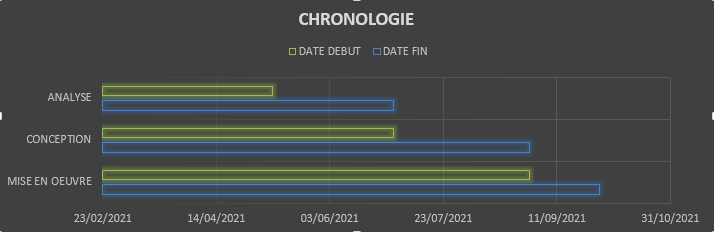 CHRONOLOGIE
DATE DEBUT DATE FIN
ANALYSE
CONCEPTION
MISE EN OEUVRE
23/02/2021 14/04/2021 03/06/2021 23/07/2021 11/09/2021 31/10/2021